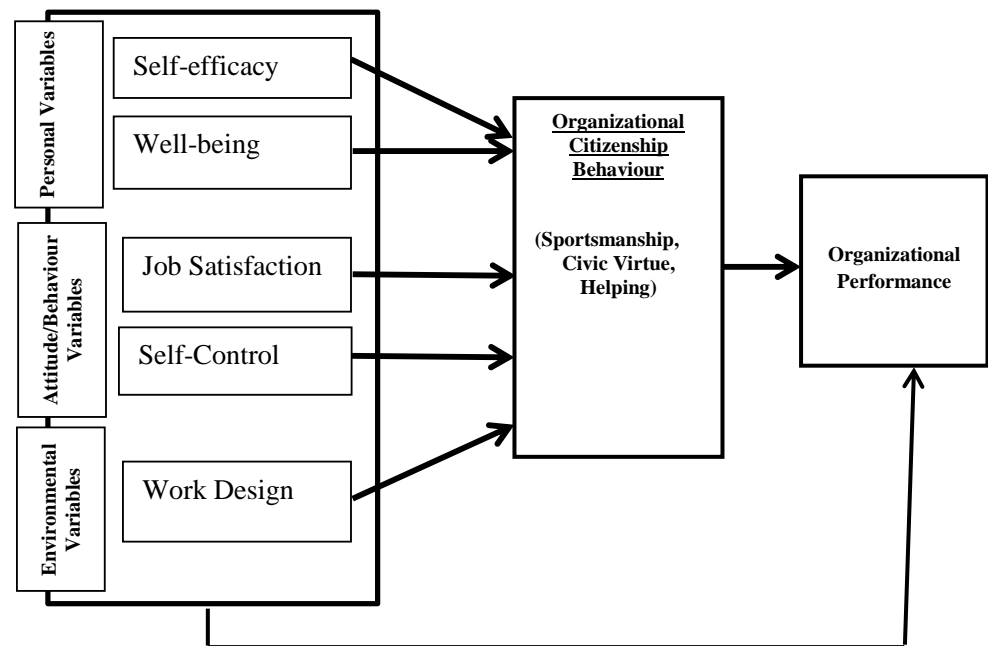 Personal Variables
Self-efficacy
Well-being
Attitude/Behaviour
Variables
Job Satisfaction
Self-Control
Environmental
Variables
Work Design
Organizational
Citizenship
Behaviour
(Sportsmanship,
Civic Virtue,
Helping)
Organizational
Performance